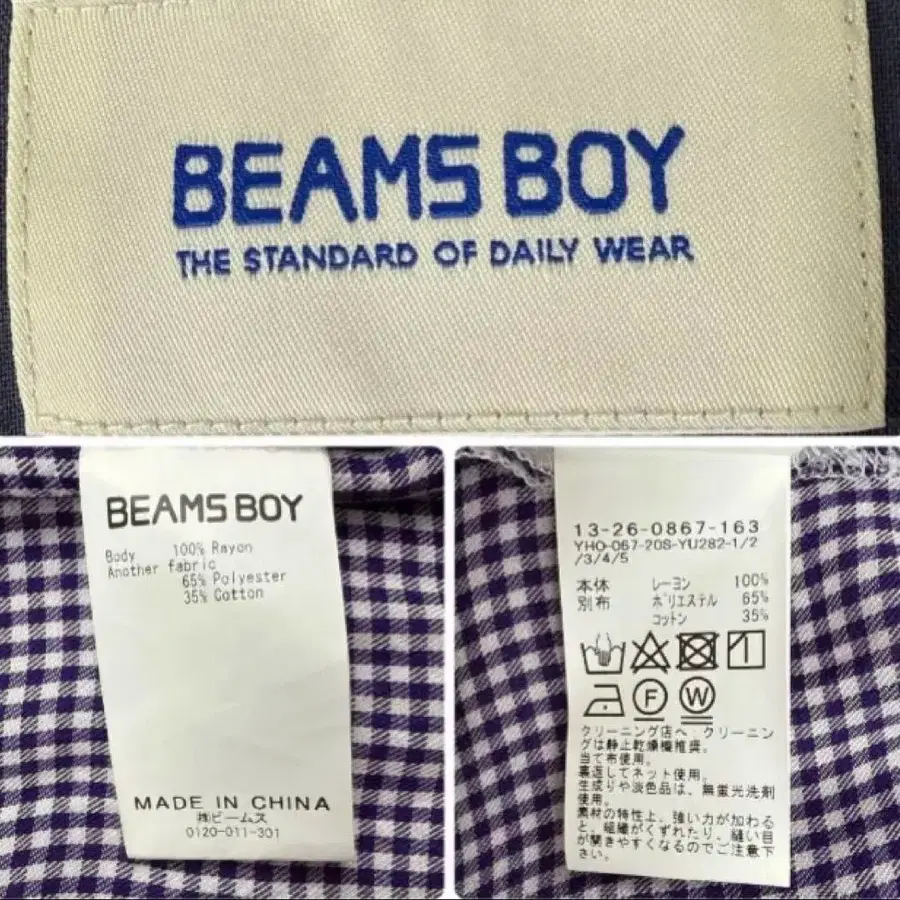 BEAMS BOY
THE STANDARD OF DAILY WEAR
BEAMS BOY
Body 100% Rayon
Another fabric
65% Polyester
35% Cotton
MADE IN CHINA
㈱ビームス
0120-011-301
13-26-0867-163
YHO-067-20S-YU282-1/2
/3/4/5
本体 レーヨン 100%
別布 ポリエステル 65%
コットン 35%
F
W
クリーニング店へ：クリーニン
グは静止乾燥機推奨。
当て布使用。
裏返してネット使用。
生成りや淡色品は、無蛍光洗剤
使用。
素材の特性上、強い力が加わる
と、組織がくずれたり、縫い目
が開きやすくなるのでご注意下
さい。